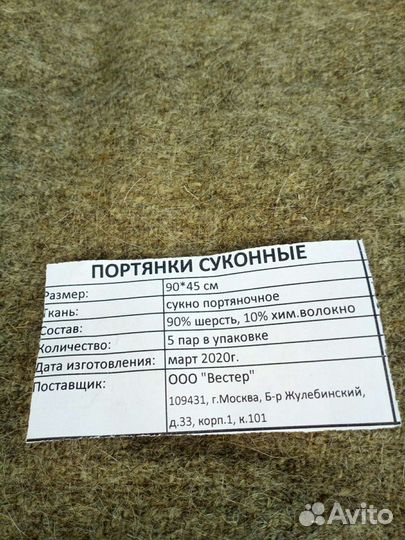 ПОРТЯНКИ СУКОННЫЕ
Размер: 90*45 см
Ткань: сукно портяночное
Состав: 90% шерсть, 10% хим.волокно
Количество: 5 пар в упаковке
Дата изготовления: март 2020г.
Поставщик: ООО "Вестер"
109431, г.Москва, Б-р Жулебинский,
д.33, корп.1, к.101
Avito